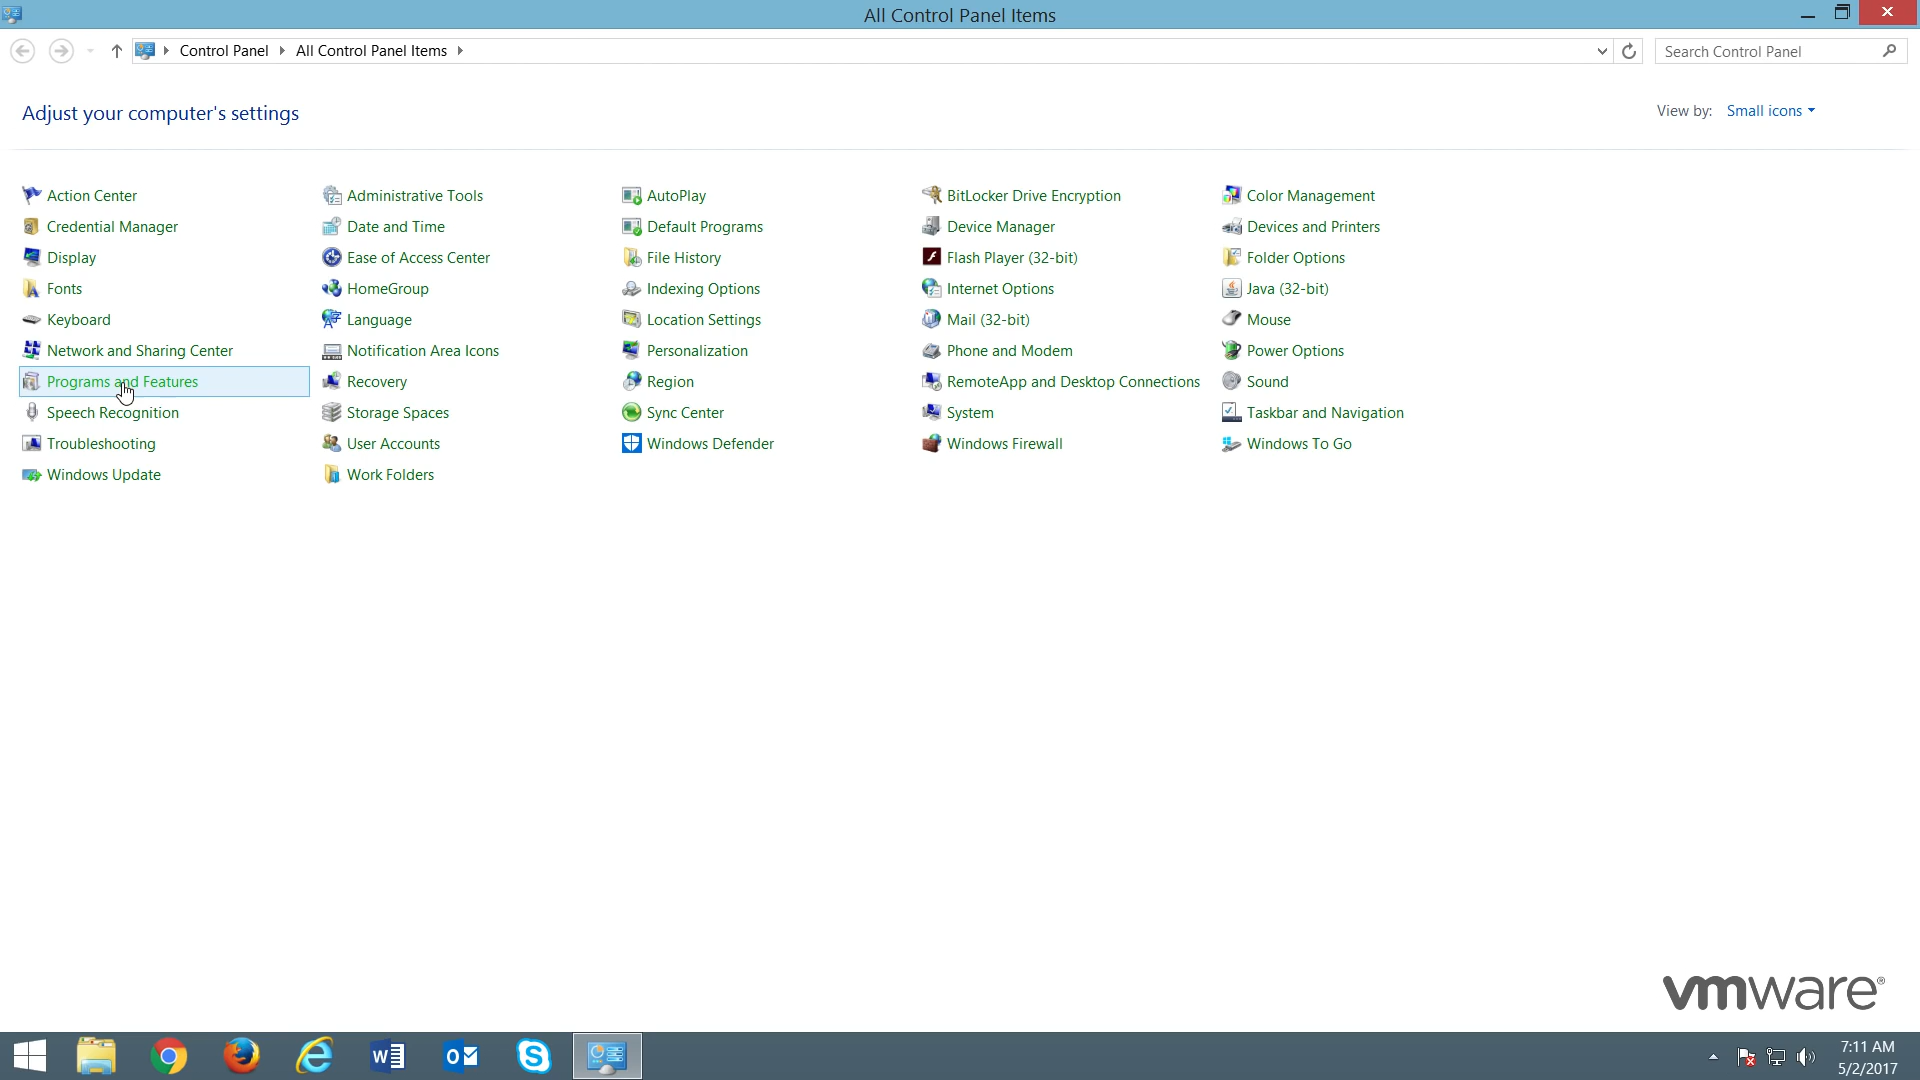 All Control Panel Items
Control Panel All Control Panel Items
Search Control Panel
Adjust your computer's settings
View by: Small icons
Action Center Administrative Tools AutoPlay BitLocker Drive Encryption Color Management
Credential Manager Date and Time Default Programs Device Manager Devices and Printers
Display Ease of Access Center File History Flash Player (32-bit) Folder Options
Fonts HomeGroup Indexing Options Internet Options Java (32-bit)
Keyboard Language Location Settings Mail (32-bit) Mouse
Network and Sharing Center Notification Area Icons Personalization Phone and Modem Power Options
Programs and Features Recovery Region RemoteApp and Desktop Connections Sound
Speech Recognition Storage Spaces Sync Center System Taskbar and Navigation
Troubleshooting User Accounts Windows Defender Windows Firewall Windows To Go
Windows Update Work Folders
vmware®
7:11 AM
5/2/2017